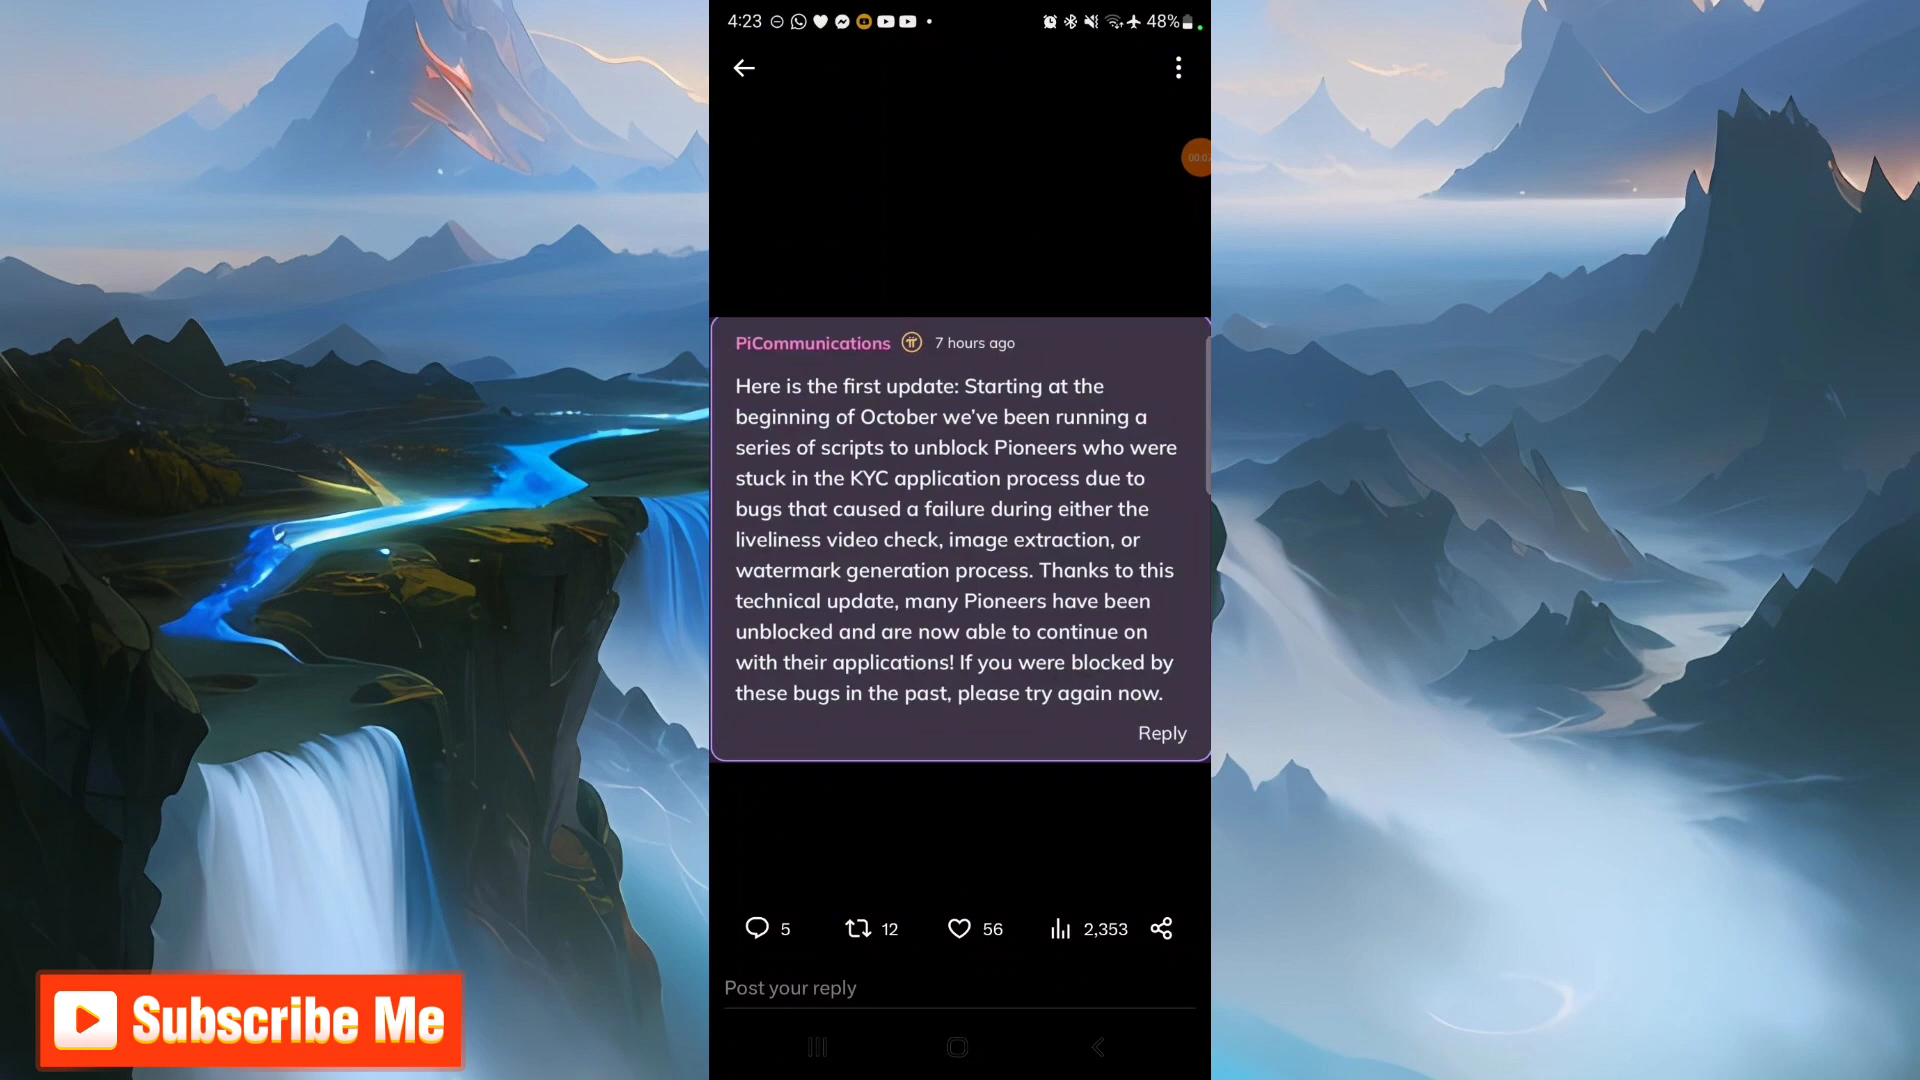 4:23
48%
00:0
PiCommunications 7 hours ago
Here is the first update: Starting at the
beginning of October we've been running a
series of scripts to unblock Pioneers who were
stuck in the KYC application process due to
bugs that caused a failure during either the
liveliness video check, image extraction, or
watermark generation process. Thanks to this
technical update, many Pioneers have been
unblocked and are now able to continue on
with their applications! If you were blocked by
these bugs in the past, please try again now.
Reply
5 12 56 2,353
Post your reply
Subscribe Me